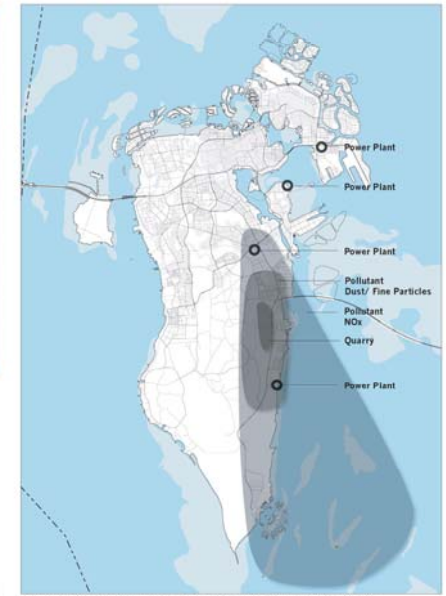 Power Plant
Power Plant
Power Plant
Pollutant
Dust/ Fine Particles
Pollutant
NOx
Quarry
Power Plant